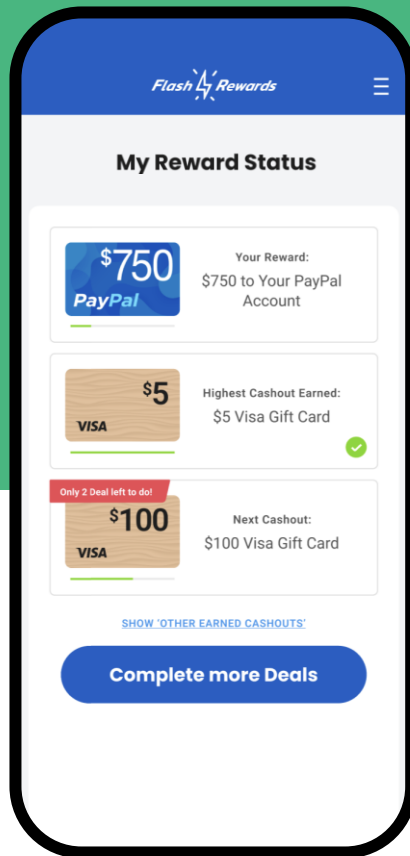 Flash Rewards
My Reward Status
$750
PayPal
Your Reward:
$750 to Your PayPal
Account
$5
VISA
Highest Cashout Earned:
$5 Visa Gift Card
Only 2 Deal left to do!
$100
VISA
Next Cashout:
$100 Visa Gift Card
SHOW 'OTHER EARNED CASHOUTS'
Complete more Deals